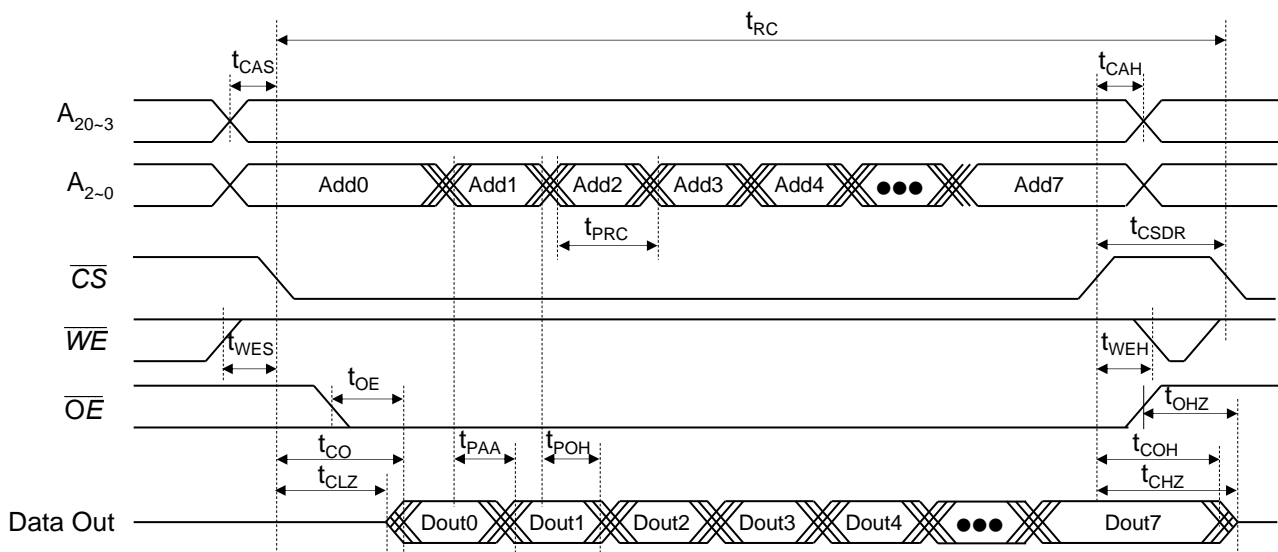 tRC
tCAS
tCAH
A20~3
A2~0
Add0 Add1 Add2 Add3 Add4 ●●● Add7
tPRC
tCSDR
CS
WE
tWES
tWEH
tOE
OE
tOHZ
tCO
tPAA
tPOH
tCOH
tCLZ
tCHZ
Data Out
Dout0 Dout1 Dout2 Dout3 Dout4 ●●● Dout7